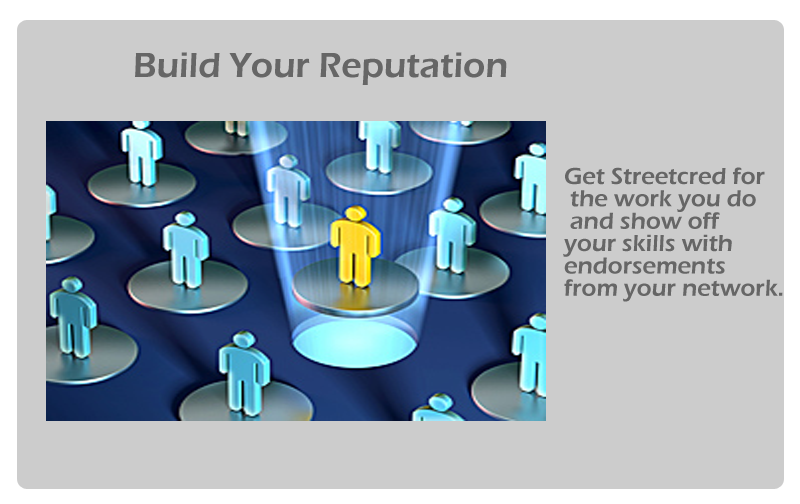 Build Your Reputation
Get Streetcred for
the work you do
and show off
your skills with
endorsements
from your network.